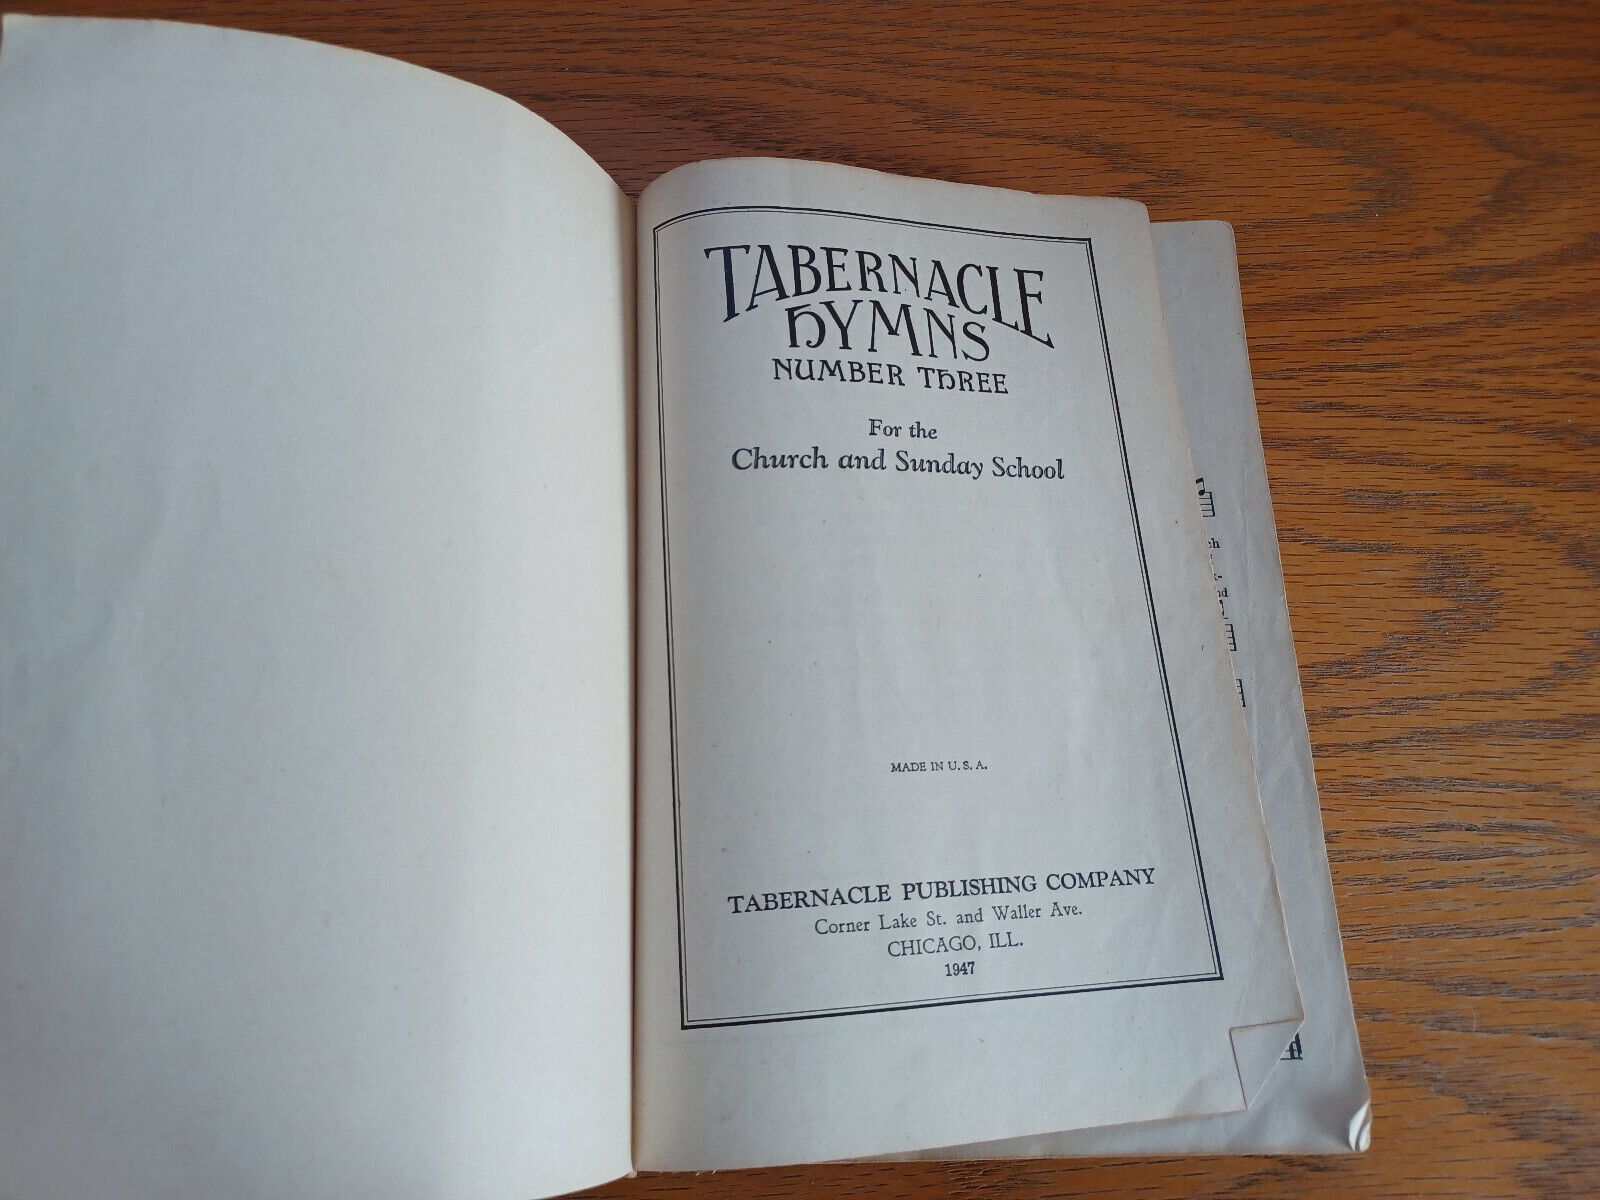 TABERNACLE
HYMNS
NUMBER THREE
For the
Church and Sunday School
MADE IN U. S. A.
TABERNACLE PUBLISHING COMPANY
Corner Lake St. and Waller Ave.
CHICAGO, ILL.
1947